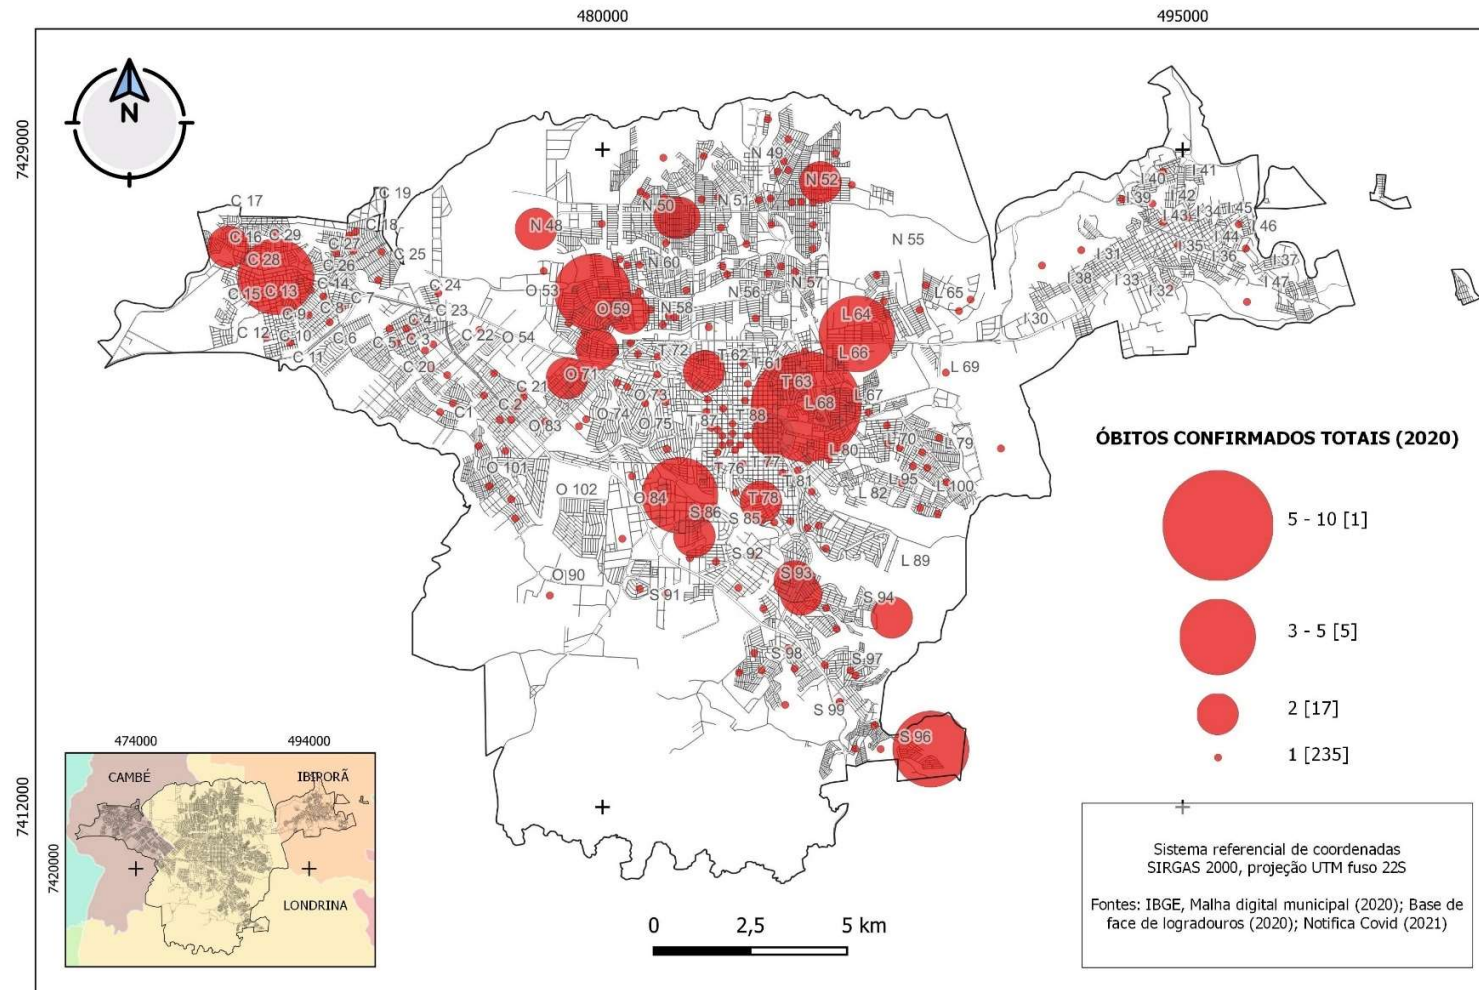 480000
495000
7429000
N
C 17
C 19
C 18
C 16
C 29
C 27
C 28
C 26
C 25
C 15
C 13
C 14
C 7
C 24
C 9
C 8
C 23
C 12
C 10
C 6
C 5
C 4
C 3
C 22
C 11
C 20
C 21
C 1
C 2
N 49
N 52
N 50
N 51
N 48
N 55
N 60
N 56
N 57
N 58
O 53
O 59
O 54
O 71
O 73
O 74
O 75
O 83
O 101
O 102
O 84
O 90
T 72
T 62
T 61
T 63
T 88
T 87
T 76
T 77
T 78
T 81
L 65
L 64
L 66
L 69
L 68
L 67
L 70
L 79
L 80
L 82
L 95
L 100
L 89
S 86
S 85
S 92
S 93
S 91
S 94
S 98
S 97
S 99
S 96
I 40
I 41
I 39
I 42
I 43
I 34
I 45
46
I 44
I 31
I 35
I 36
I 37
I 38
I 33
I 32
I 47
I 30
ÓBITOS CONFIRMADOS TOTAIS (2020)
5 - 10 [1]
3 - 5 [5]
2 [17]
1 [235]
7412000
474000
494000
CAMBÉ
IBIPORÃ
LONDRINA
7420000
0
2,5
5 km
Sistema referencial de coordenadas
SIRGAS 2000, projeção UTM fuso 22S
Fontes: IBGE, Malha digital municipal (2020); Base de
face de logradouros (2020); Notifica Covid (2021)